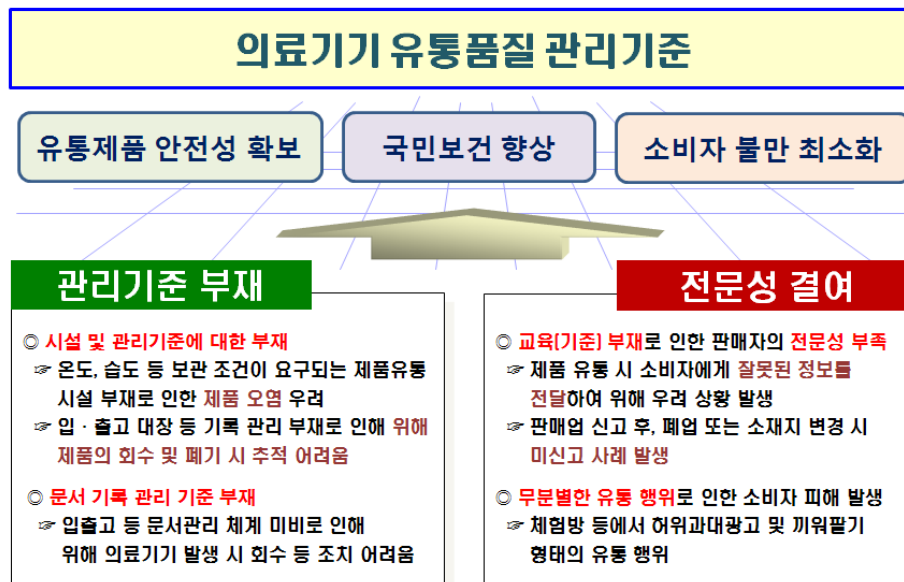 의료기기 유통품질 관리기준
유통제품 안전성 확보
국민보건 향상
소비자 불만 최소화
관리기준 부재
◎ 시설 및 관리기준에 대한 부재
☞ 온도, 습도 등 보관 조건이 요구되는 제품유통
시설 부재로 인한 제품 오염 우려
☞ 입 · 출고 대장 등 기록 관리 부재로 인해 위해
제품의 회수 및 폐기 시 추적 어려움
◎ 문서 기록 관리 기준 부재
☞ 입출고 등 문서관리 체계 미비로 인해
위해 의료기기 발생 시 회수 등 조치 어려움
전문성 결여
◎ 교육(기준) 부재로 인한 판매자의 전문성 부족
☞ 제품 유통 시 소비자에게 잘못된 정보를
전달하여 위해 우려 상황 발생
☞ 판매업 신고 후, 폐업 또는 소재지 변경 시
미신고 사례 발생
◎ 무분별한 유통 행위로 인한 소비자 피해 발생
☞ 체험방 등에서 허위과대광고 및 끼워팔기
형태의 유통 행위